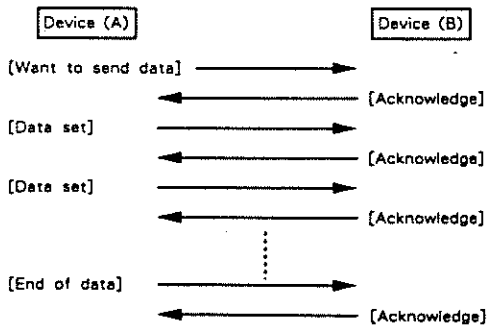 Device (A) Device (B)
[Want to send data]
[Acknowledge]
[Data set]
[Acknowledge]
[Data set]
[Acknowledge]
[End of data]
[Acknowledge]